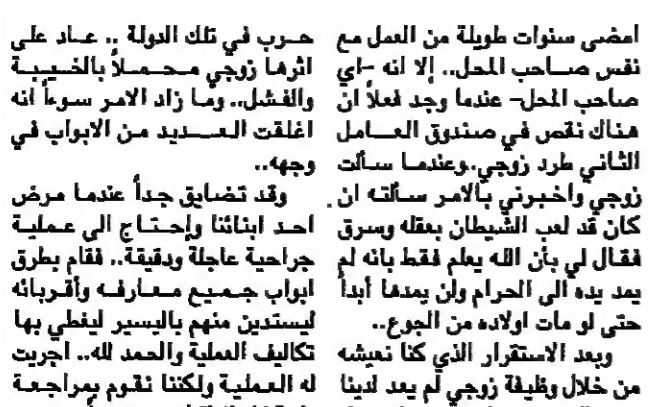 امضى سنوات طويلة من العمل مع
نفس صاحب المحل.. إلا انه -اي
صاحب المحل- عندما وجد فعلاً ان
هناك نقص في صندوق العامل
الثاني طرد زوجي.وعندما سألت
زوجي واخبرني بالامر سألته ان
كان قد لعب الشيطان بعقله وسرق
فقال لي بأن الله يعلم فقط بانه لم
يمد يده الى الحرام ولن يمدها أبداً
حتى لو مات اولاده من الجوع..
وبعد الاستقرار الذي كنا نعيشه
من خلال وظيفة زوجي لم يعد لدينا
حرب في تلك الدولة .. عاد على
اثرها زوجي محملاً بالخيبة
والفشل.. وما زاد الامر سوءاً انه
اغلقت العديد من الابواب في
وجهه..
وقد تضايق جداً عندما مرض
احد ابنائنا وإحتاج الى عملية
جراحية عاجلة ودقيقة.. فقام بطرق
ابواب جميع معارفه وأقربائه
ليستدين منهم باليسير ليغطي بها
تكاليف العملية والحمد لله.. اجريت
له العملية ولكننا نقوم بمراجعة